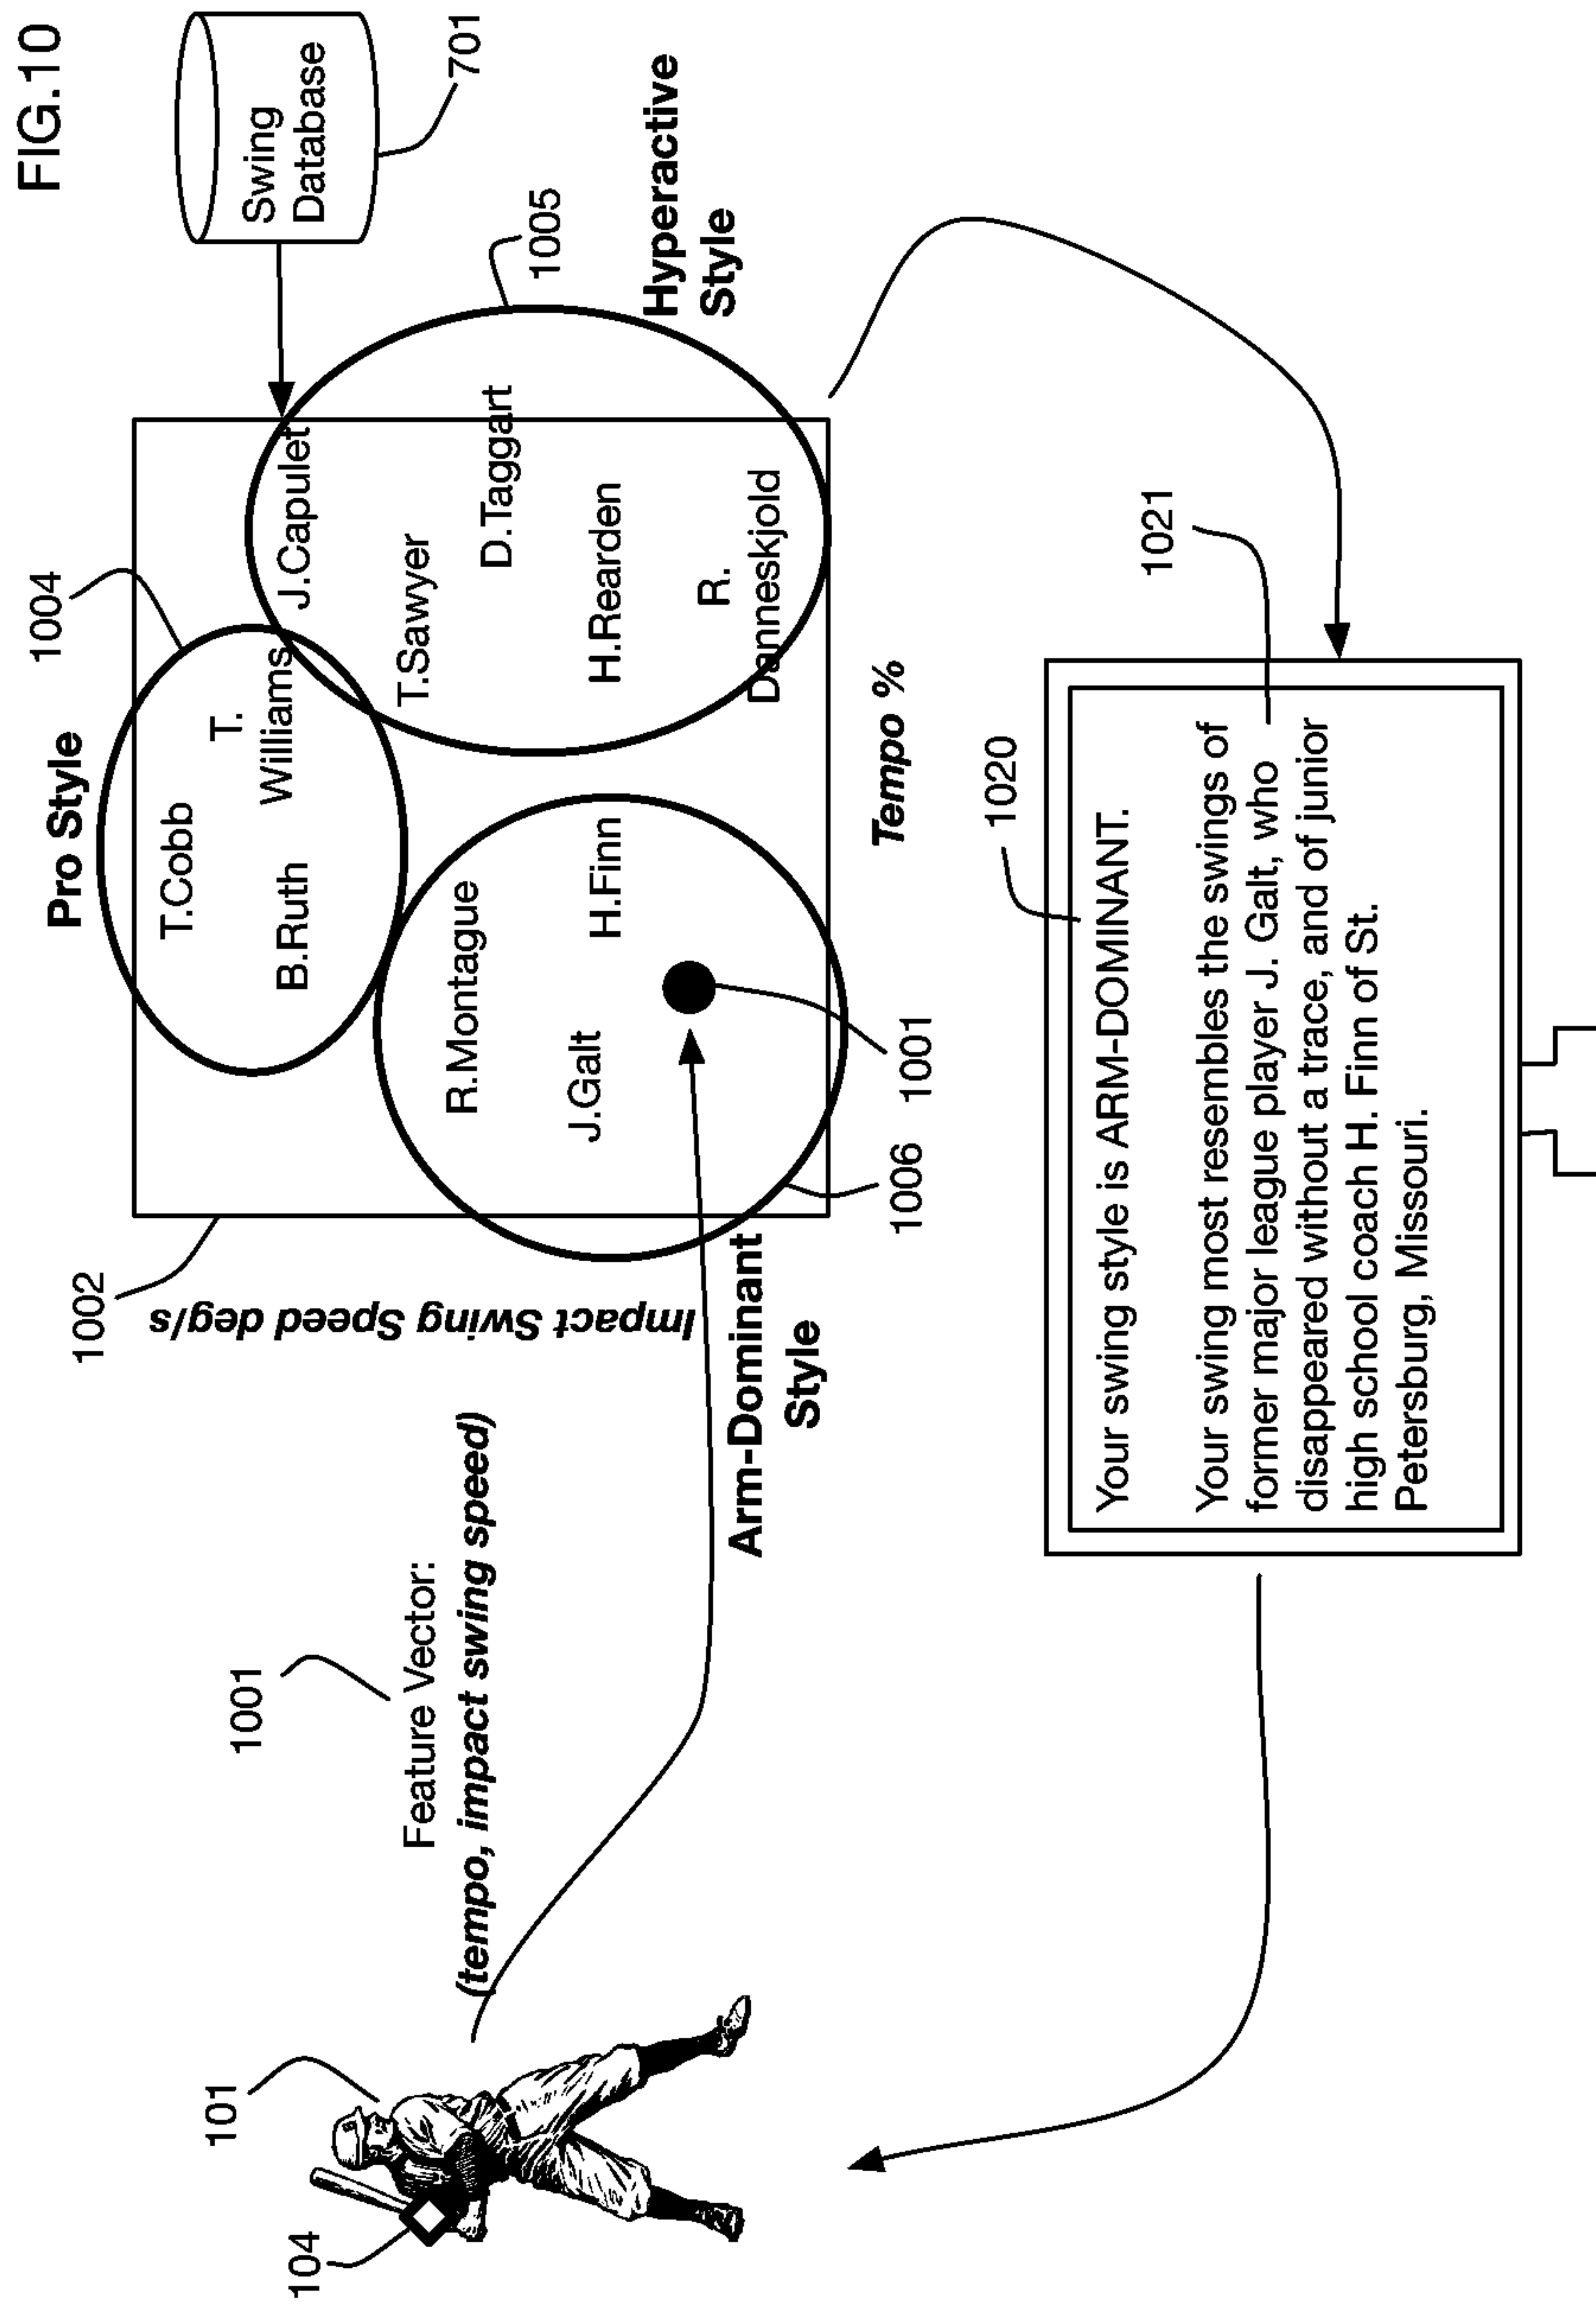 FIG.10
Swing
Database
701
Pro Style
1004
1002
T.Cobb
T.
Williams
B.Ruth
J.Capulet
1005
T.Sawyer
D.Taggart
H.Rearden
R.
Danneskjold
Hyperactive
Style
R.Montague
H.Finn
J.Galt
Impact Swing Speed deg/s
Tempo %
1001
1006
Arm-Dominant
Style
1001
Feature Vector:
(tempo, impact swing speed)
101
104
1020
1021
Your swing style is ARM-DOMINANT.
Your swing most resembles the swings of
former major league player J. Galt, who
disappeared without a trace, and of junior
high school coach H. Finn of St.
Petersburg, Missouri.